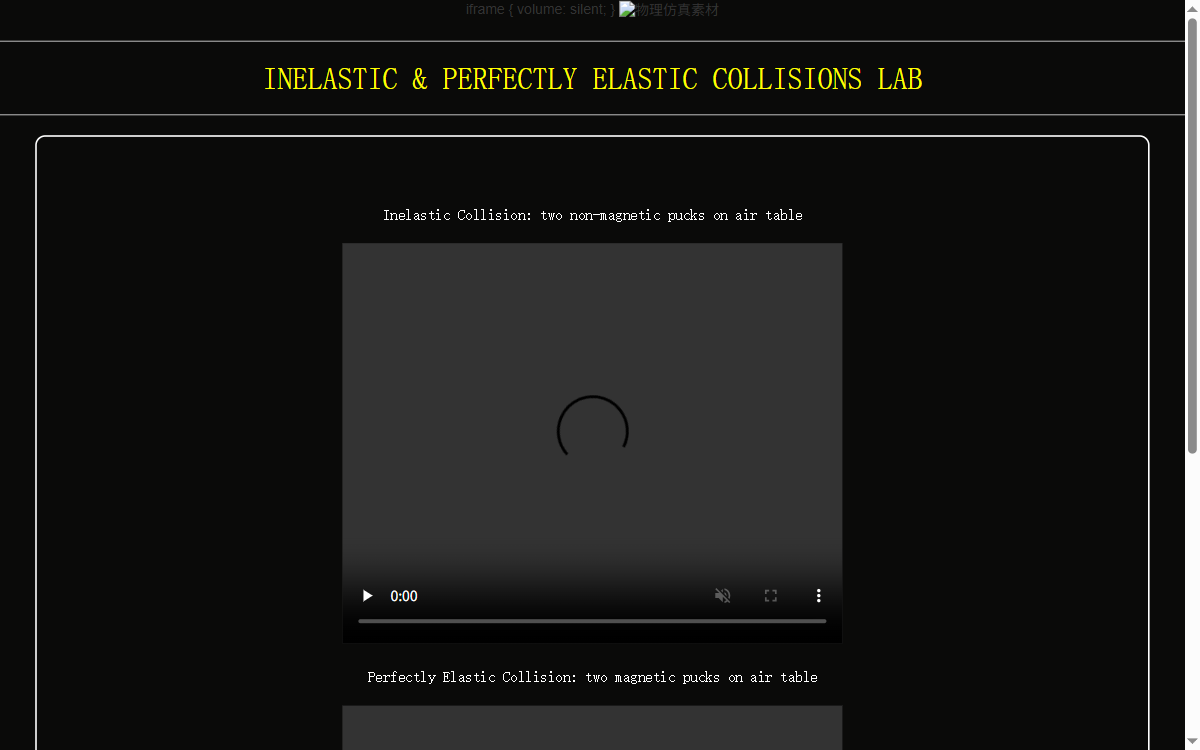 iframe { volume: silent; } 物理仿真素材
INELASTIC & PERFECTLY ELASTIC COLLISIONS LAB
Inelastic Collision: two non-magnetic pucks on air table
0:00
Perfectly Elastic Collision: two magnetic pucks on air table